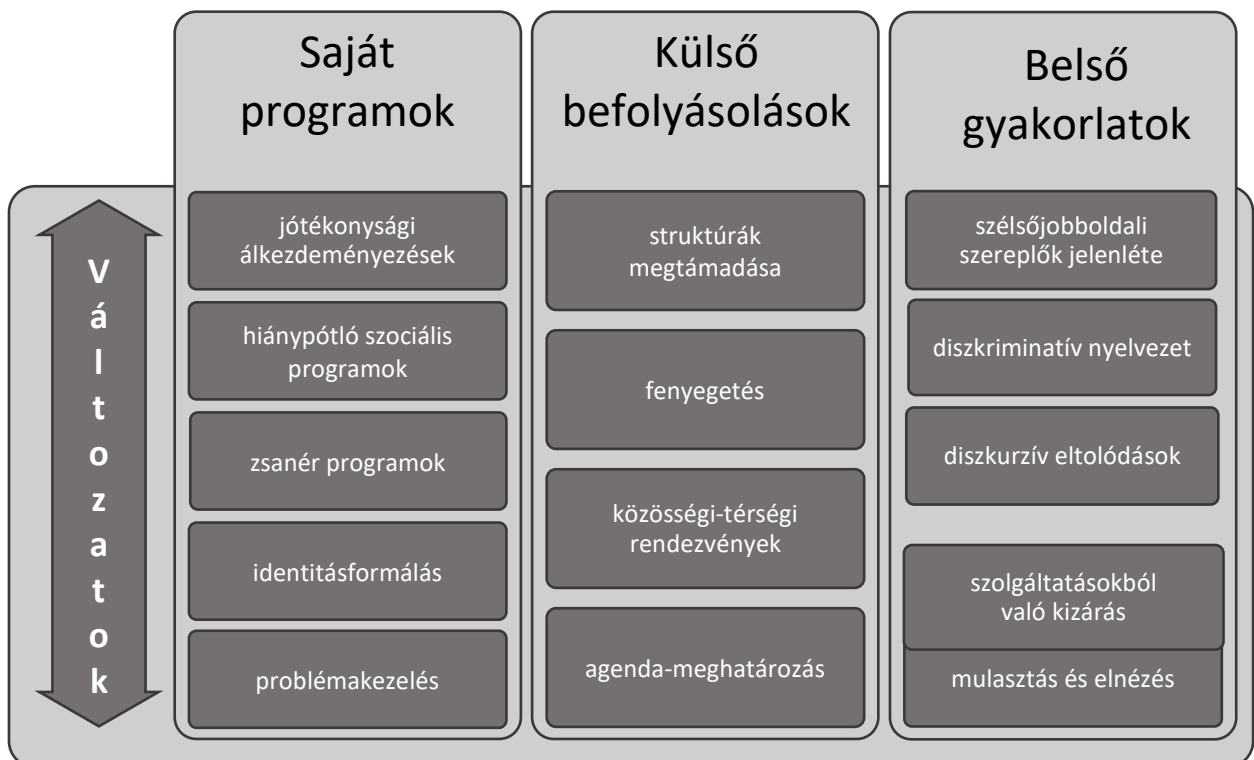 Saját
programok
jótékonysági
álkezdeményezések
hiánypótló szociális
programok
zsanér programok
identitásformálás
problémakezelés
Külső
befolyásolások
struktúrák
megtámadása
fenyegetés
közösségi-térségi
rendezvények
agenda-meghatározás
Belső
gyakorlatok
szélsőjobboldali
szereplők jelenléte
diszkriminatív nyelvezet
diszkurzív eltolódások
szolgáltatásokból
való kizárás
mulasztás és elnézés
Változatok